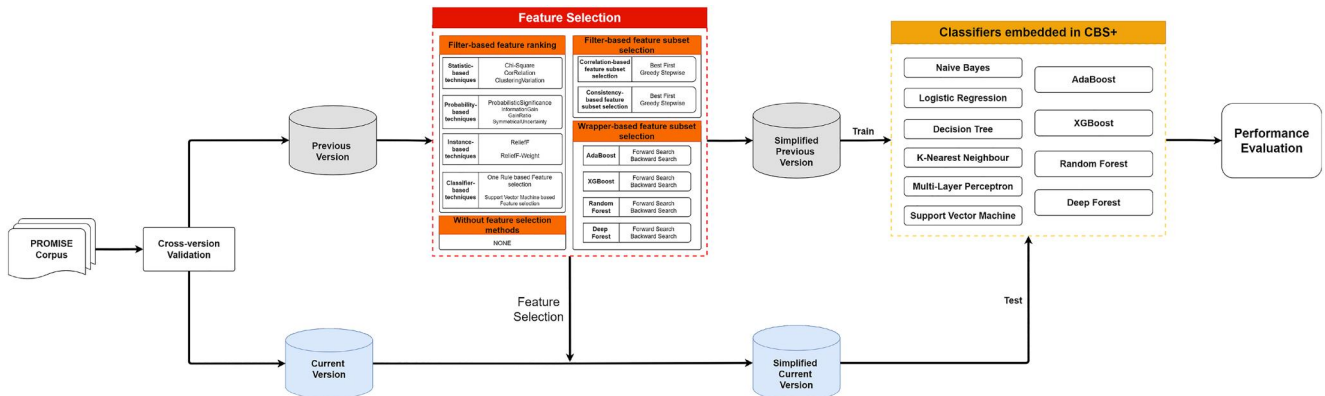 PROMISE
Corpus
Cross-version
Validation
Previous
Version
Current
Version
Feature Selection
Filter-based feature ranking
Statistic-
based
techniques
Chi-Square
CorRelation
ClusteringVariation
Probability-
based
techniques
ProbabilisticSignificance
InformationGain
GainRatio
SymmetricalUncertainty
Instance-
based
techniques
ReliefF
ReliefF-Weight
Classifier-
based
techniques
One Rule based Feature
selection
Support Vector Machine based
Feature selection
Without feature selection
methods
NONE
Filter-based feature subset
selection
Correlation-based
feature subset
selection
Best First
Greedy Stepwise
Consistency-
based feature
subset selection
Best First
Greedy Stepwise
Wrapper-based feature subset
selection
AdaBoost
Forward Search
Backward Search
XGBoost
Forward Search
Backward Search
Random
Forest
Forward Search
Backward Search
Deep
Forest
Forward Search
Backward Search
Feature
Selection
Simplified
Previous
Version
Simplified
Current
Version
Train
Test
Classifiers embedded in CBS+
Naive Bayes
Logistic Regression
Decision Tree
K-Nearest Neighbour
Multi-Layer Perceptron
Support Vector Machine
AdaBoost
XGBoost
Random Forest
Deep Forest
Performance
Evaluation